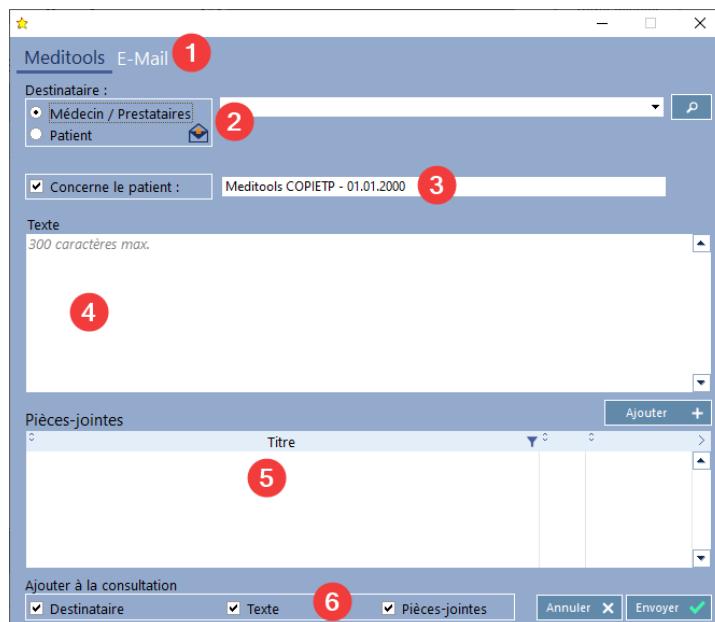 Meditools E-Mail 1
Destinataire :
Médecin / Prestataires
2
Patient
Concerne le patient : Meditools COPIETP - 01.01.2000 3
Texte
300 caractères max.
4
Ajouter +
Pièces-jointes
Titre
5
Ajouter à la consultation
Destinataire Texte 6 Pièces-jointes Annuler Envoyer